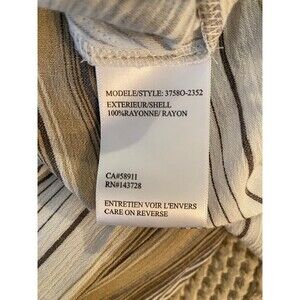 MODELE/STYLE: 3758O-2352
EXTERIEUR/SHELL
100%RAYONNE/ RAYON
CA#58911
RN#143728
ENTRETIEN VOIR L'ENVERS
CARE ON REVERSE